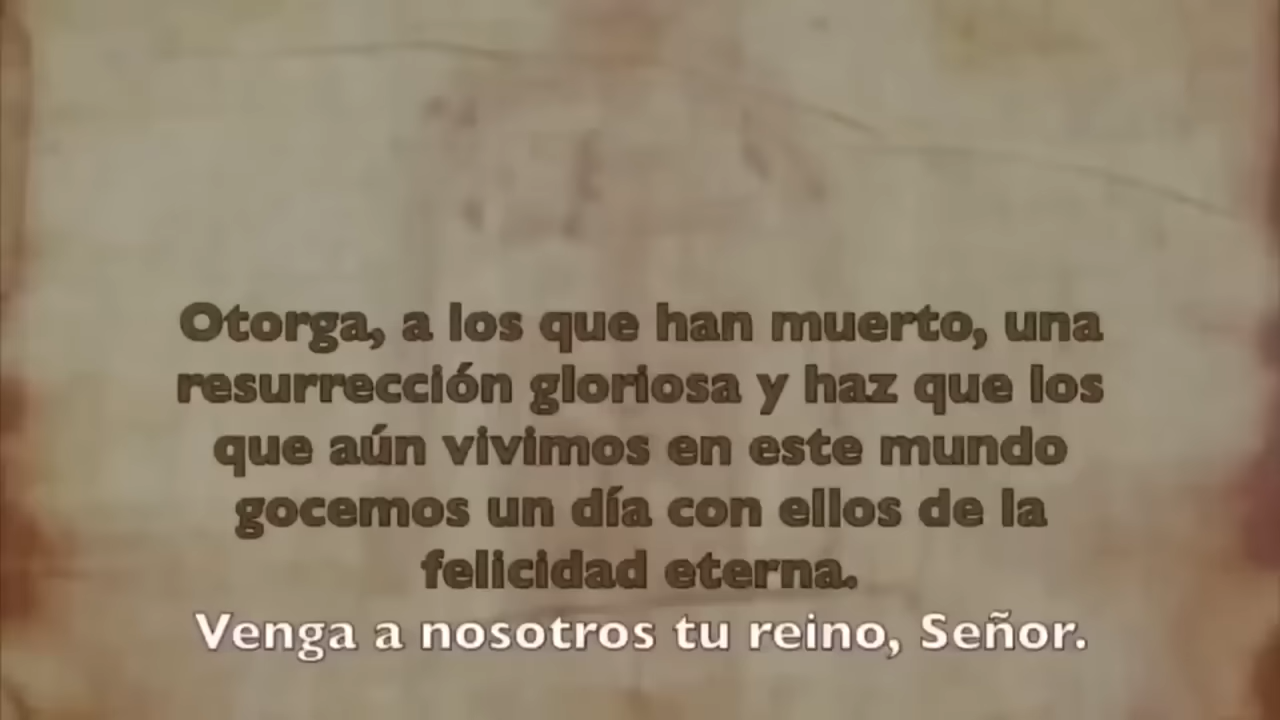 Otorga, a los que han muerto, una
resurrección gloriosa y haz que los
que aún vivimos en este mundo
gocemos un día con ellos de la
felicidad eterna.
Venga a nosotros tu reino, Señor.